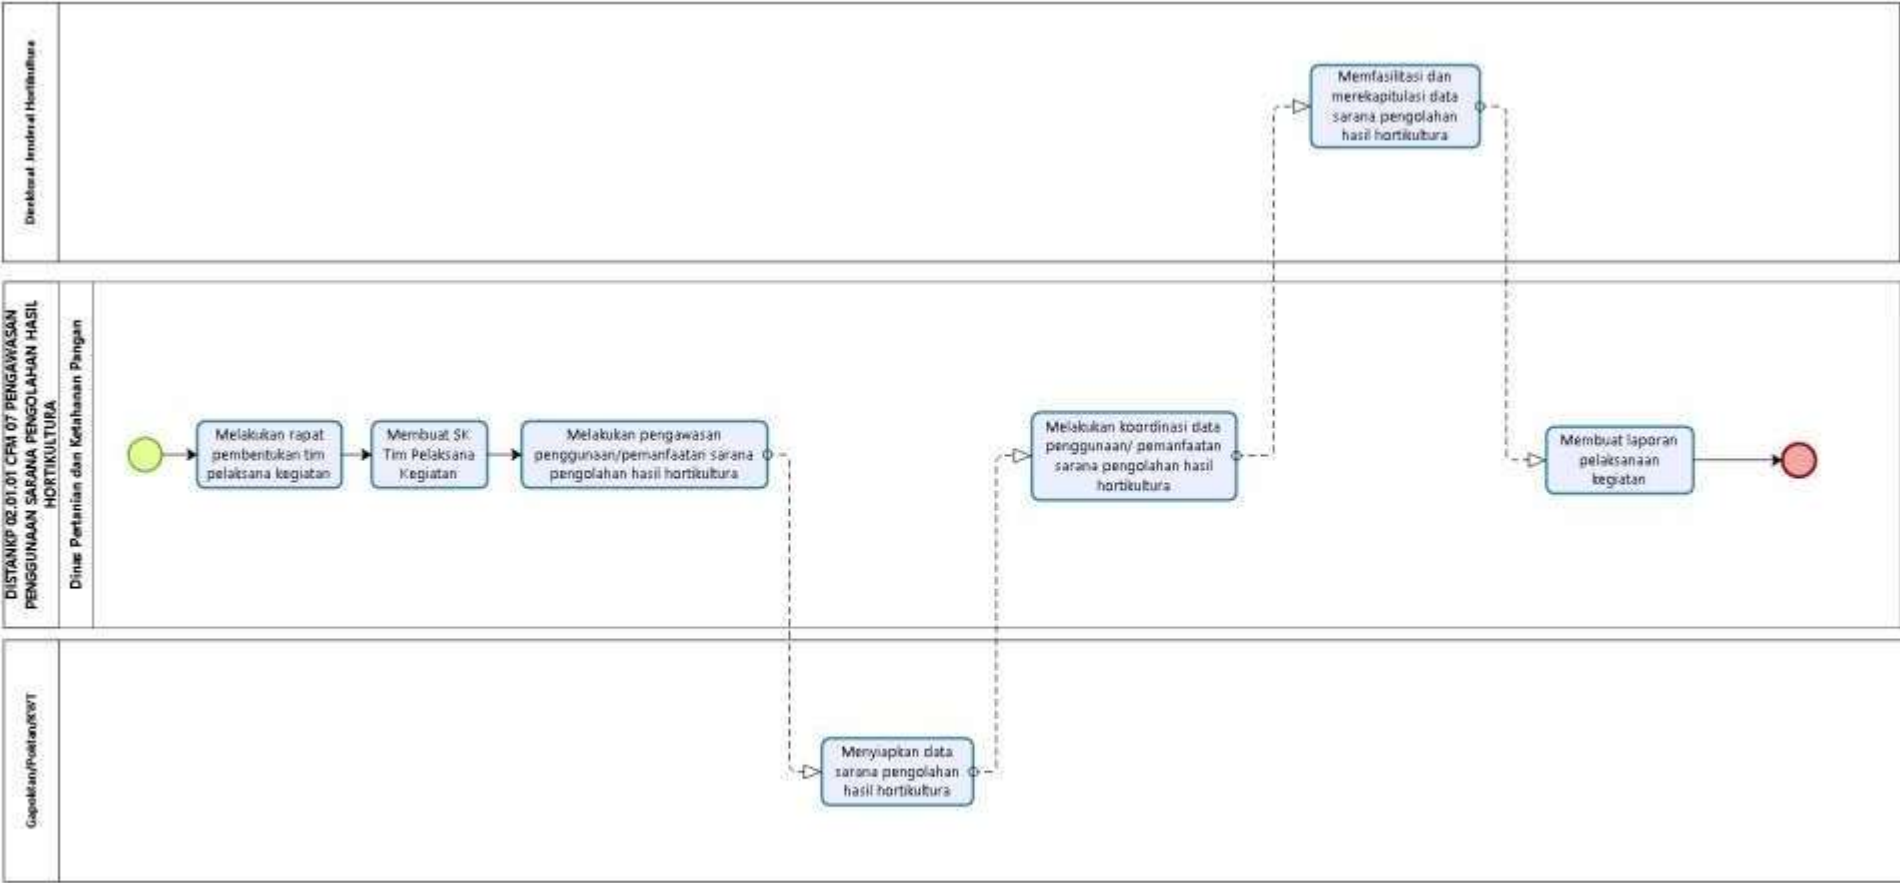 Direktorat Jenderal Hortikultura
Memfasilitasi dan
merekapitulasi data
sarana pengolahan
hasil hortikultura
DISTANKP 02.01.01 CFM 07 PENGAWASAN
PENGGUNAAN SARANA PENGOLAHAN HASIL
HORTIKULTURA
Dinas Pertanian dan Ketahanan Pangan
Melakukan rapat
pembentukan tim
pelaksana kegiatan
Membuat SK
Tim Pelaksana
Kegiatan
Melakukan pengawasan
penggunaan/pemanfaatan sarana
pengolahan hasil hortikultura
Melakukan koordinasi data
penggunaan/ pemanfaatan
sarana pengolahan hasil
hortikultura
Membuat laporan
pelaksanaan
kegiatan
Gapoktan/Poktan/KWT
Menyiapkan data
sarana pengolahan
hasil hortikultura